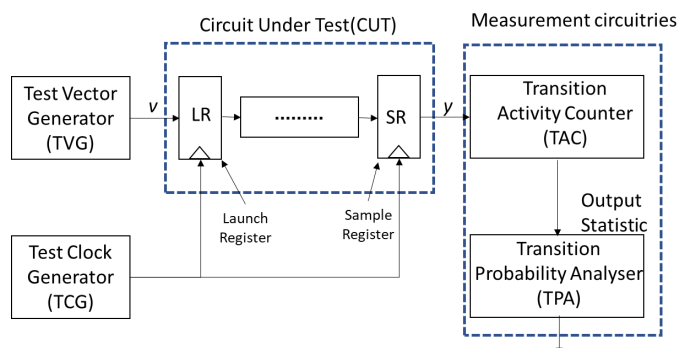 Circuit Under Test(CUT)
Measurement circuitries
Test Vector
Generator
(TVG)
v
LR
.........
SR
y
Transition
Activity Counter
(TAC)
Launch
Register
Sample
Register
Output
Statistic
Test Clock
Generator
(TCG)
Transition
Probability Analyser
(TPA)